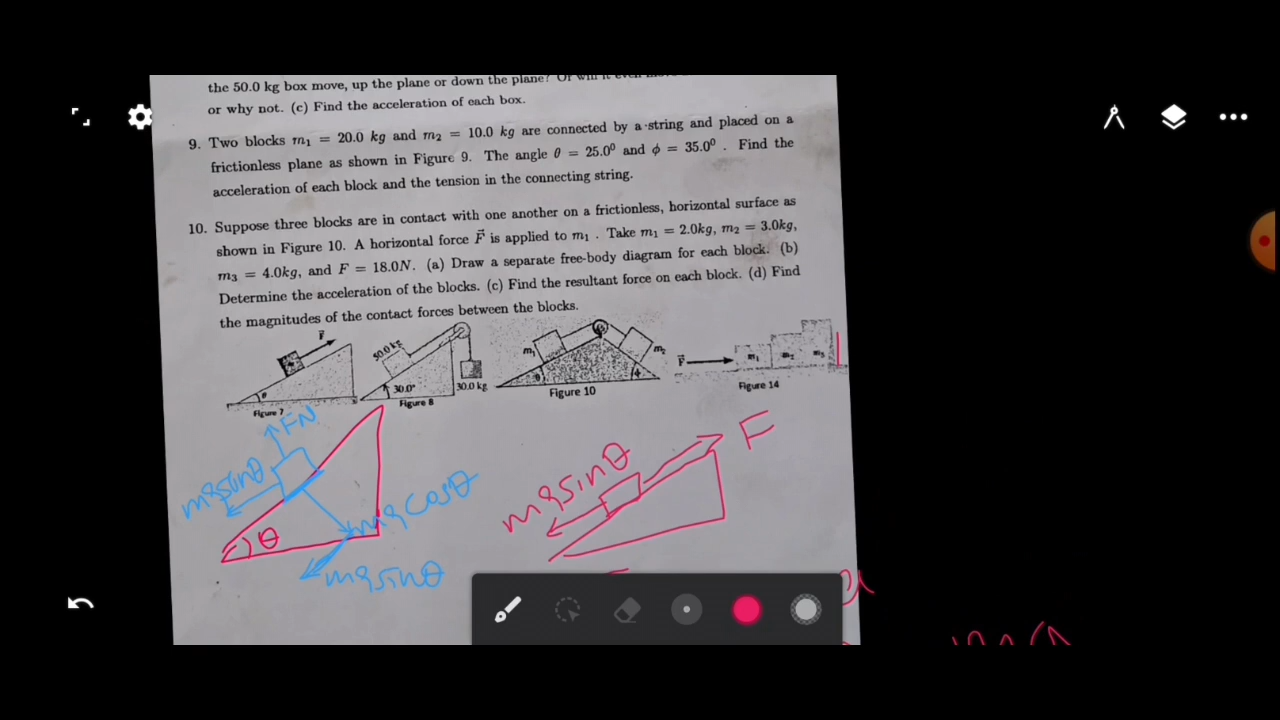 the 50.0 kg box move, up the plane or down the plane? Or will it even
or why not. (c) Find the acceleration of each box.
9. Two blocks m₁ = 20.0 kg and m₂ = 10.0 kg are connected by a string and placed on a
frictionless plane as shown in Figure 9. The angle θ = 25.0⁰ and ϕ = 35.0⁰ . Find the
acceleration of each block and the tension in the connecting string.
10. Suppose three blocks are in contact with one another on a frictionless, horizontal surface as
shown in Figure 10. A horizontal force F⃗ is applied to m₁ . Take m₁ = 2.0kg, m₂ = 3.0kg,
m₃ = 4.0kg, and F = 18.0N. (a) Draw a separate free-body diagram for each block. (b)
Determine the acceleration of the blocks. (c) Find the resultant force on each block. (d) Find
the magnitudes of the contact forces between the blocks.
F⃗
θ
Figure 7
50.0 kg
30.0°
30.0 kg
Figure 8
m₁
m₂
θ
ϕ
Figure 10
F⃗
m₁
m₂
m₃
Figure 14
FN
mgsinθ
mgcosθ
θ
mgsinθ
mgsinθ
F